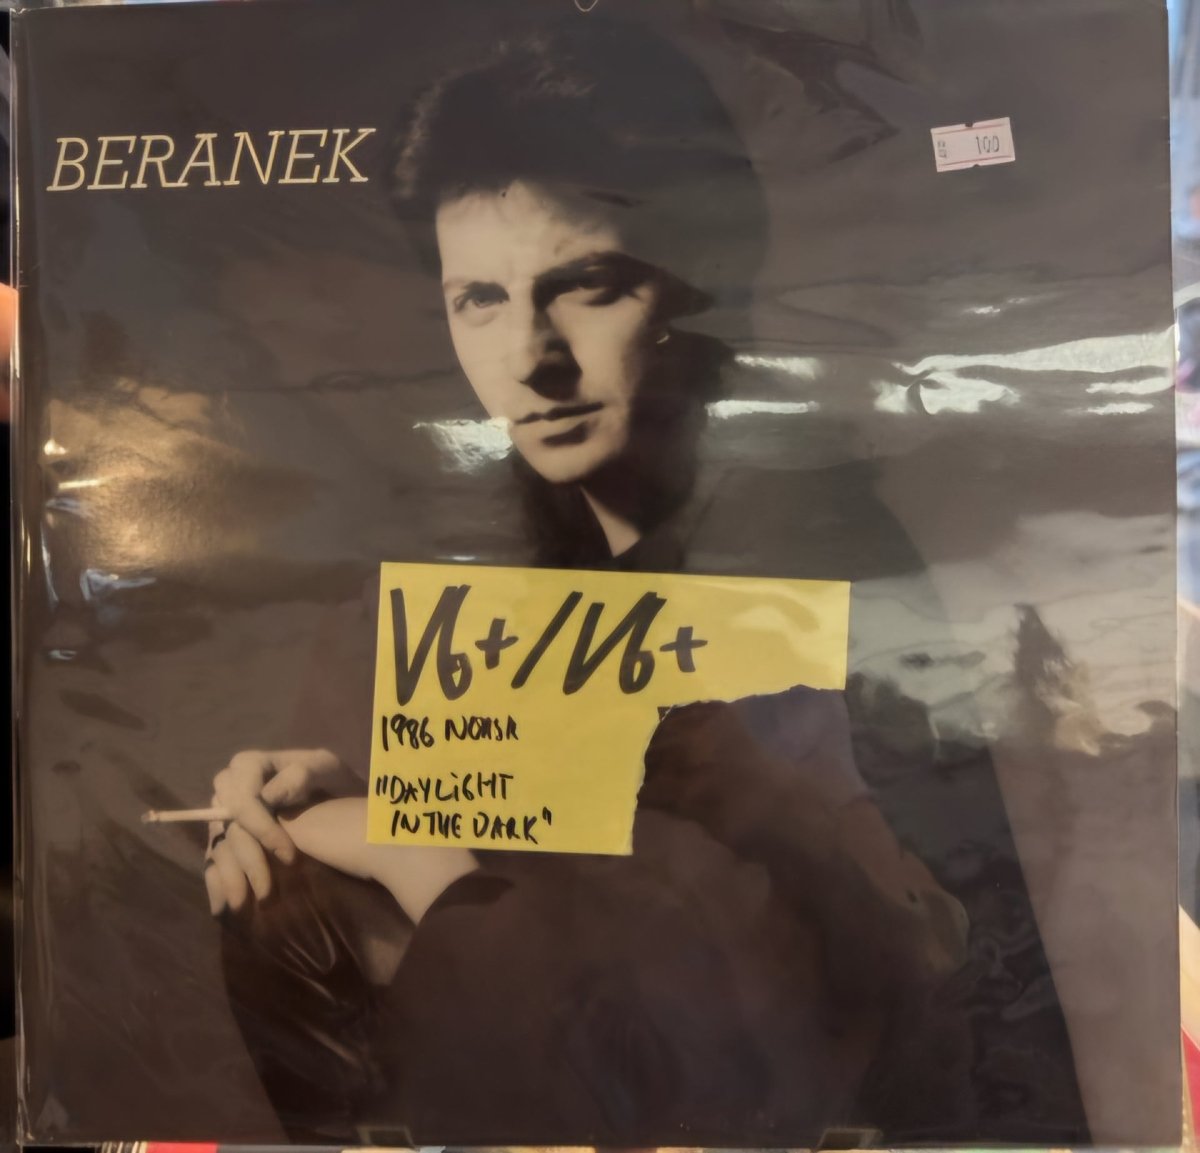 BERANEK
100
VG+/VG+
1986 NORSK
"DAYLIGHT
IN THE DARK"